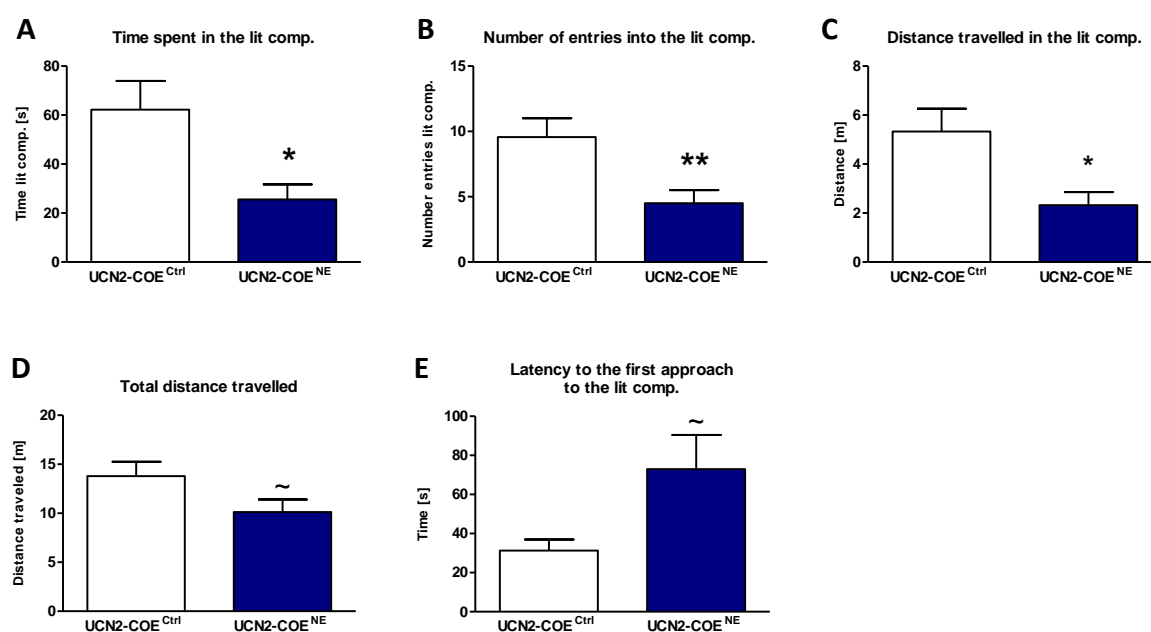 A
Time spent in the lit comp.
Time lit comp. [s]
80
60
40
20
0
*
UCN2-COE^Ctrl
UCN2-COE^NE
B
Number of entries into the lit comp.
Number entries lit comp.
15
10
5
0
**
UCN2-COE^Ctrl
UCN2-COE^NE
C
Distance travelled in the lit comp.
Distance [m]
8
6
4
2
0
*
UCN2-COE^Ctrl
UCN2-COE^NE
D
Total distance travelled
Distance traveled [m]
20
15
10
5
0
~
UCN2-COE^Ctrl
UCN2-COE^NE
E
Latency to the first approach
to the lit comp.
Time [s]
100
80
60
40
20
0
~
UCN2-COE^Ctrl
UCN2-COE^NE